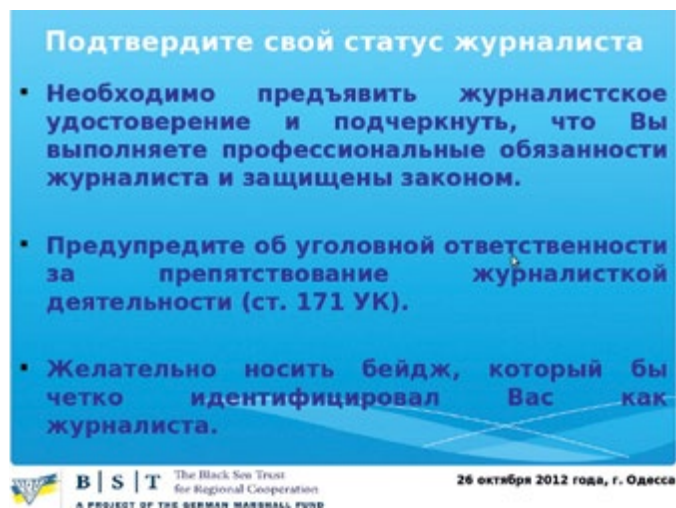 Подтвердите свой статус журналиста
Необходимо предъявить журналистское
удостоверение и подчеркнуть, что Вы
выполняете профессиональные обязанности
журналиста и защищены законом.
Предупредите об уголовной ответственности
за препятствование журналисткой
деятельности (ст. 171 УК).
Желательно носить бейдж, который бы
четко идентифицировал Вас как
журналиста.
B | S | T The Black Sea Trust
for Regional Cooperation
A PROJECT OF THE GERMAN MARSHALL FUND
26 октября 2012 года, г. Одесса